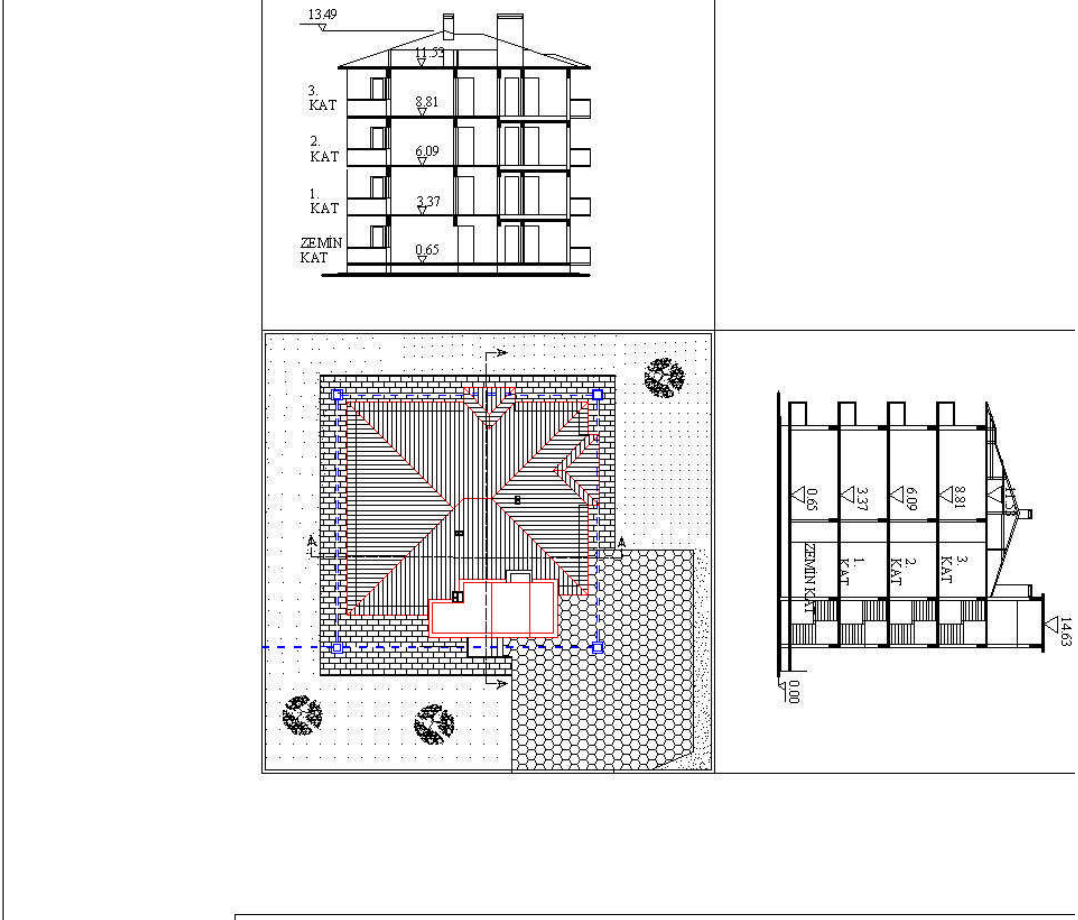 13.49
11.53
3.
KAT
8.81
2.
KAT
6.09
1.
KAT
3.37
ZEMİN
KAT
0.65
A
A
A
A
0.65
3.37
6.09
8.81
11.53
ZEMİN KAT
1.
KAT
2.
KAT
3.
KAT
14.63
0.00